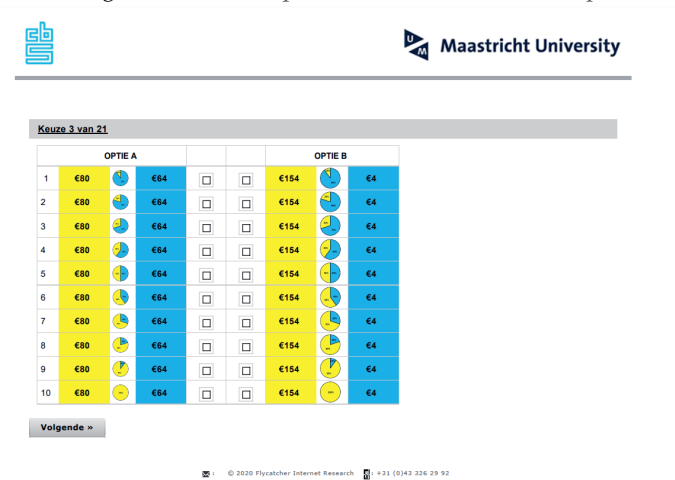 cbs
UM Maastricht University
Keuze 3 van 21
OPTIE A OPTIE B
1 €80 €64 €154 €4
2 €80 €64 €154 €4
3 €80 €64 €154 €4
4 €80 €64 €154 €4
5 €80 €64 €154 €4
6 €80 €64 €154 €4
7 €80 €64 €154 €4
8 €80 €64 €154 €4
9 €80 €64 €154 €4
10 €80 €64 €154 €4
Volgende »
: © 2020 Flycatcher Internet Research : +31 (0)43 326 29 92